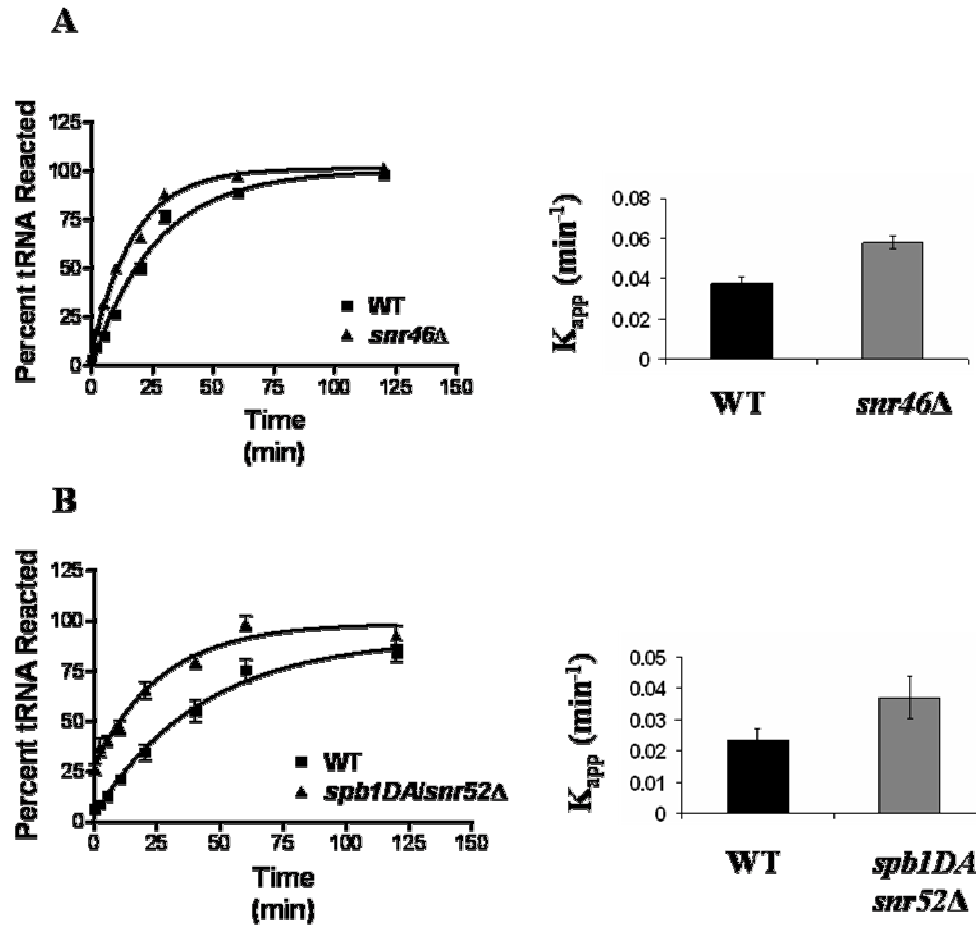 A
Percent tRNA Reacted
125
100
75
50
25
0
0 25 50 75 100 125 150
Time
(min)
WT
snr46Δ
Kapp (min-1)
0.08
0.06
0.04
0.02
0
WT snr46Δ
B
Percent tRNA Reacted
125
100
75
50
25
0
0 25 50 75 100 125 150
Time
(min)
WT
spb1DA/snr52Δ
Kapp (min-1)
0.05
0.04
0.03
0.02
0.01
0
WT spb1DA
snr52Δ